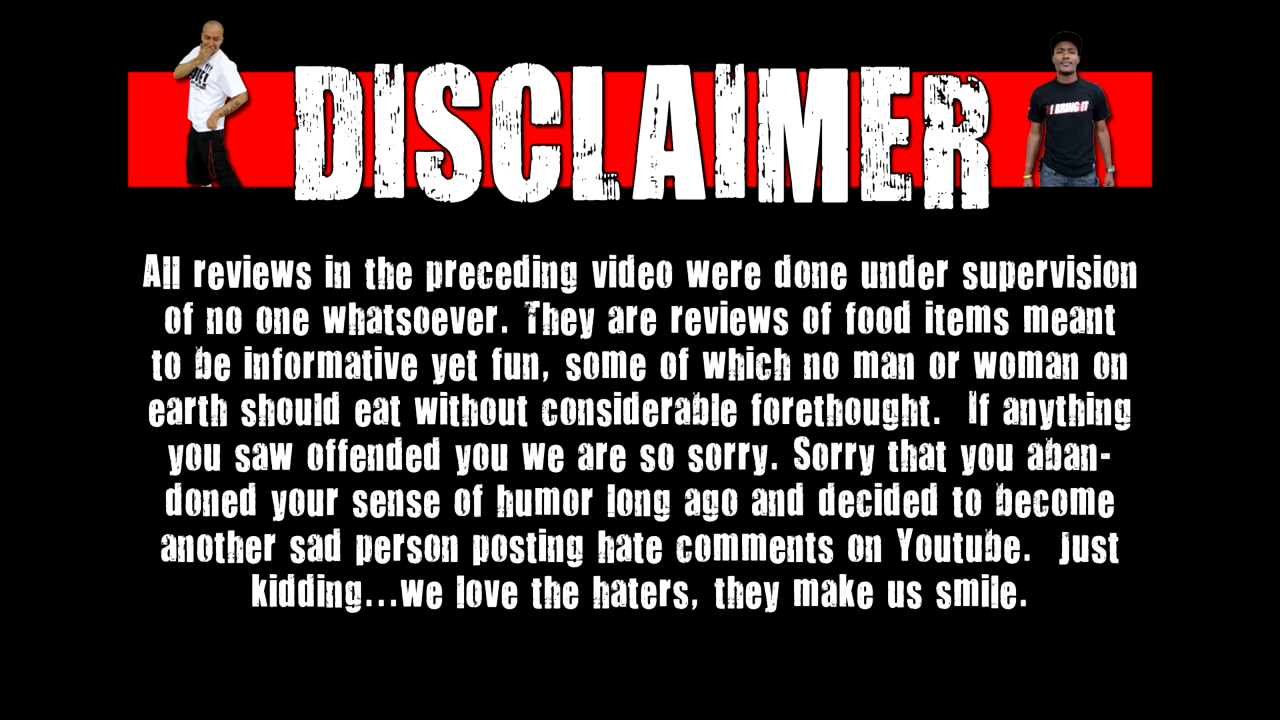 DISCLAIMER
I BRING IT
All reviews in the preceding video were done under supervision
of no one whatsoever. They are reviews of food items meant
to be informative yet fun, some of which no man or woman on
earth should eat without considerable forethought. If anything
you saw offended you we are so sorry. Sorry that you aban-
doned your sense of humor long ago and decided to become
another sad person posting hate comments on Youtube. Just
kidding...we love the haters, they make us smile.